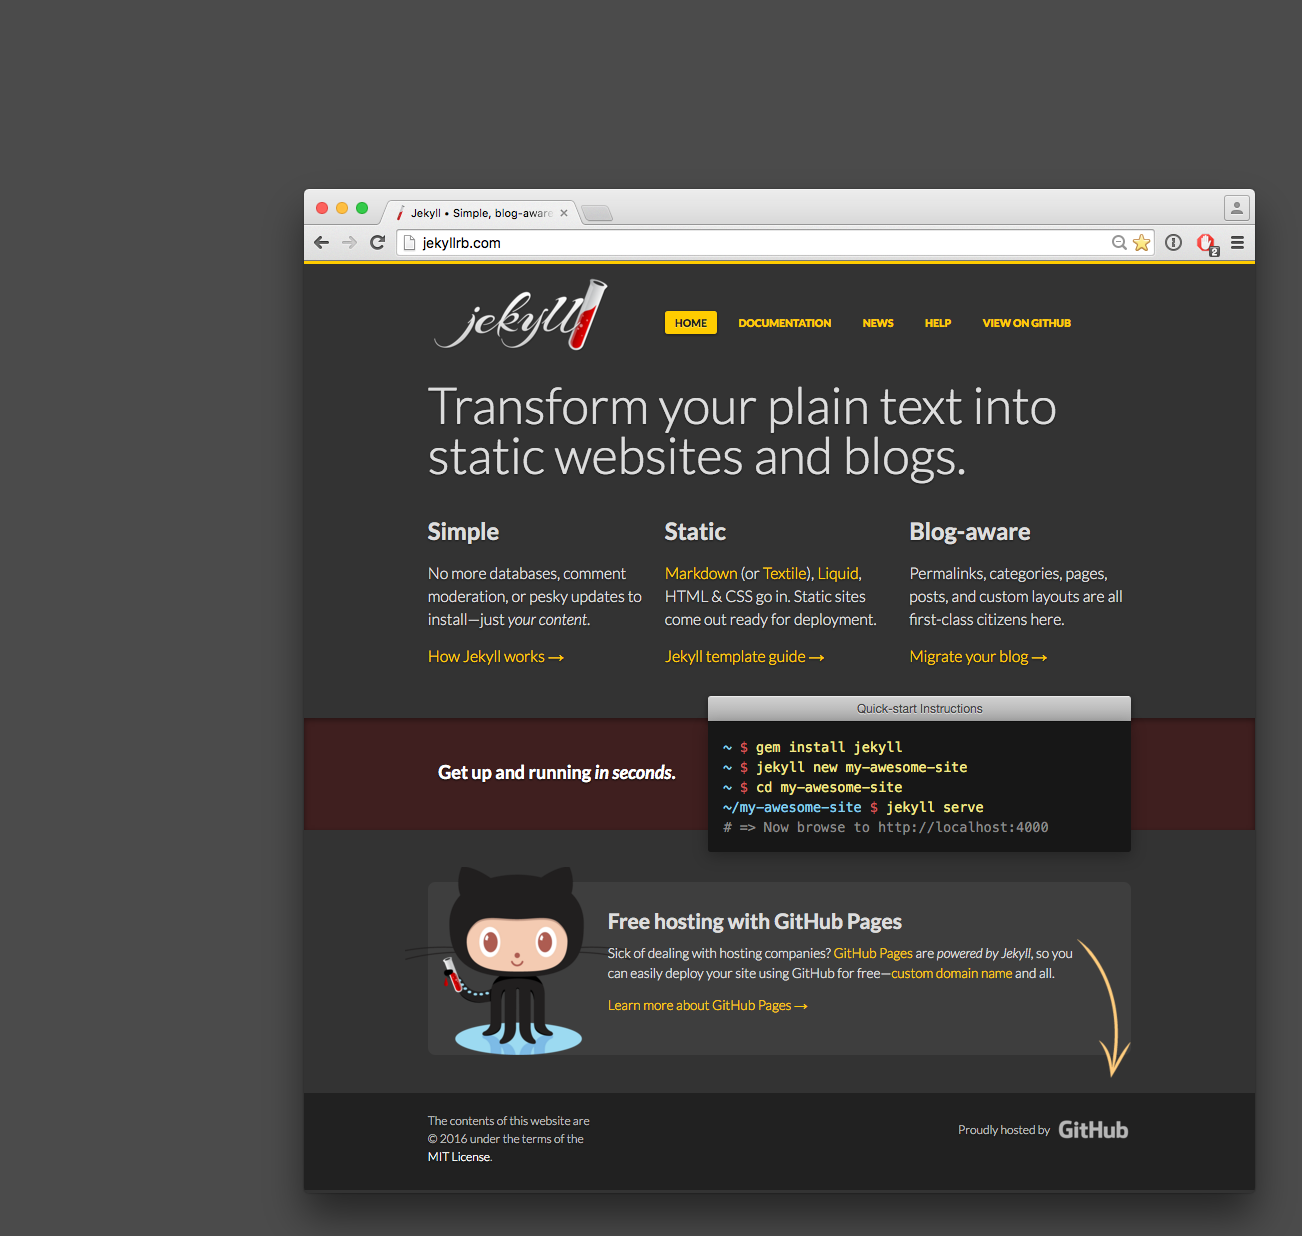 Jekyll • Simple, blog-aware
jekyllrb.com
2
jekyll
HOME DOCUMENTATION NEWS HELP VIEW ON GITHUB
Transform your plain text into
static websites and blogs.
Simple
No more databases, comment
moderation, or pesky updates to
install—just your content.
How Jekyll works →
Static
Markdown (or Textile), Liquid,
HTML & CSS go in. Static sites
come out ready for deployment.
Jekyll template guide →
Blog-aware
Permalinks, categories, pages,
posts, and custom layouts are all
first-class citizens here.
Migrate your blog →
Get up and running in seconds.
Quick-start Instructions
~ $ gem install jekyll
~ $ jekyll new my-awesome-site
~ $ cd my-awesome-site
~/my-awesome-site $ jekyll serve
# => Now browse to http://localhost:4000
Free hosting with GitHub Pages
Sick of dealing with hosting companies? GitHub Pages are powered by Jekyll, so you
can easily deploy your site using GitHub for free—custom domain name and all.
Learn more about GitHub Pages →
The contents of this website are
© 2016 under the terms of the
MIT License.
Proudly hosted by GitHub